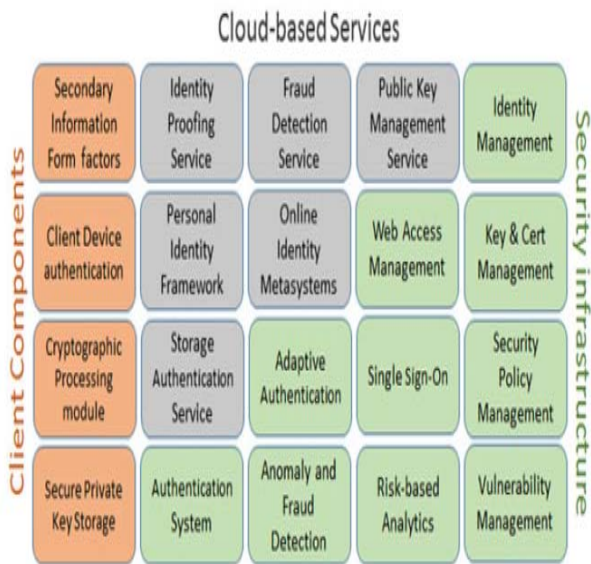 Cloud-based Services
Client Components
Secondary
Information
Form factors
Identity
Proofing
Service
Fraud
Detection
Service
Public Key
Management
Service
Identity
Management
Client Device
authentication
Personal
Identity
Framework
Online
Identity
Metasystems
Web Access
Management
Key & Cert
Management
Cryptographic
Processing
module
Storage
Authentication
Service
Adaptive
Authentication
Single Sign-On
Security
Policy
Management
Secure Private
Key Storage
Authentication
System
Anomaly and
Fraud
Detection
Risk-based
Analytics
Vulnerability
Management
Security infrastructure